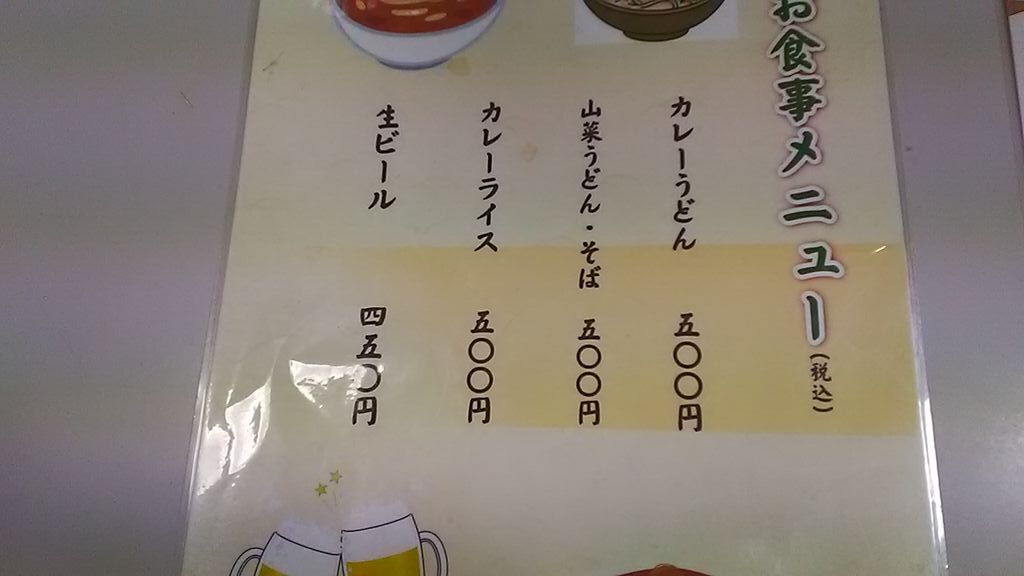 お食事メニュー(税込)
カレーうどん 五〇〇円
山菜うどん・そば 五〇〇円
カレーライス 五〇〇円
生ビール 四五〇円